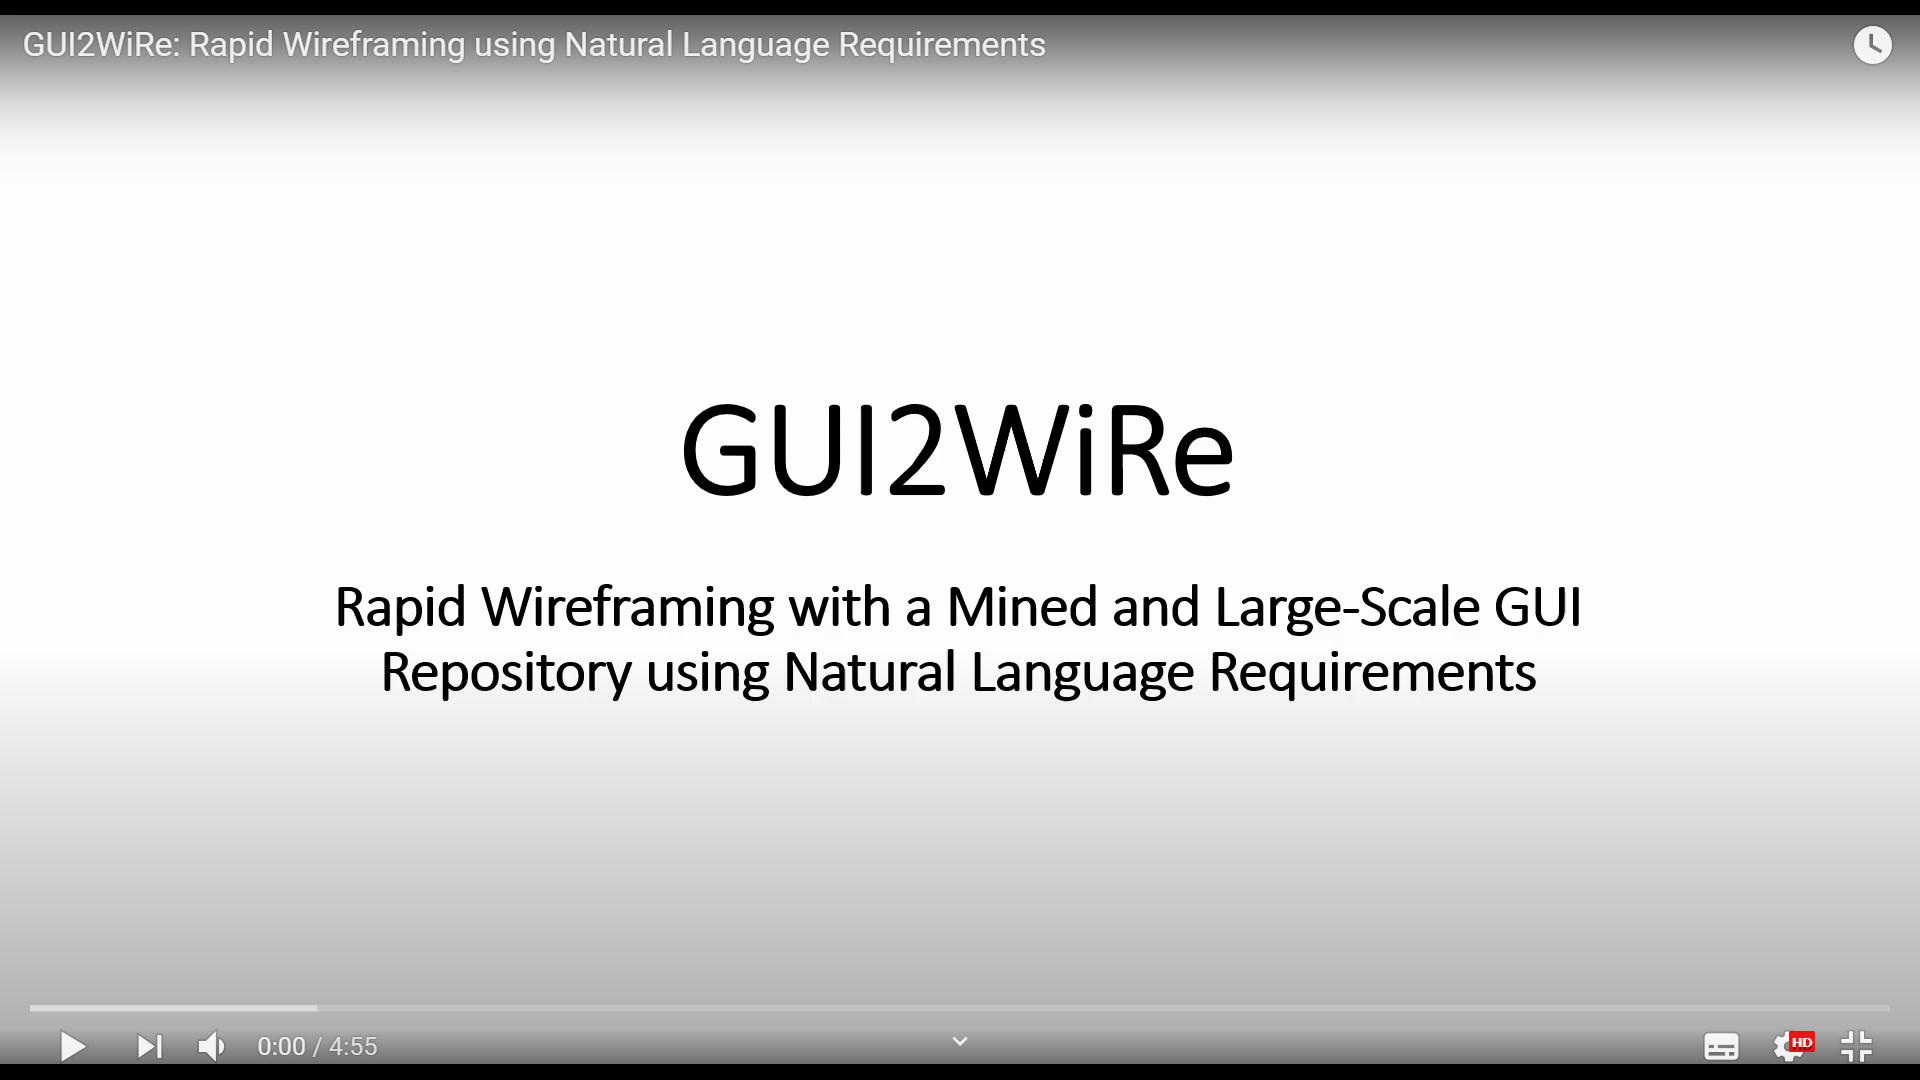 GUI2WiRe: Rapid Wireframing using Natural Language Requirements
GUI2WiRe
Rapid Wireframing with a Mined and Large-Scale GUI
Repository using Natural Language Requirements
0:00 / 4:55
HD